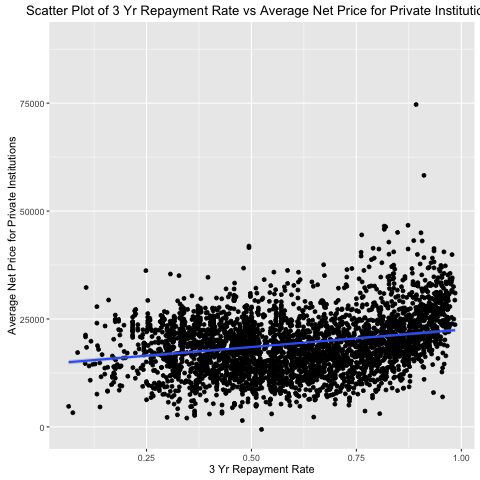 Scatter Plot of 3 Yr Repayment Rate vs Average Net Price for Private Institutio
75000
50000
25000
0
Average Net Price for Private Institutions
0.25
0.50
0.75
1.00
3 Yr Repayment Rate